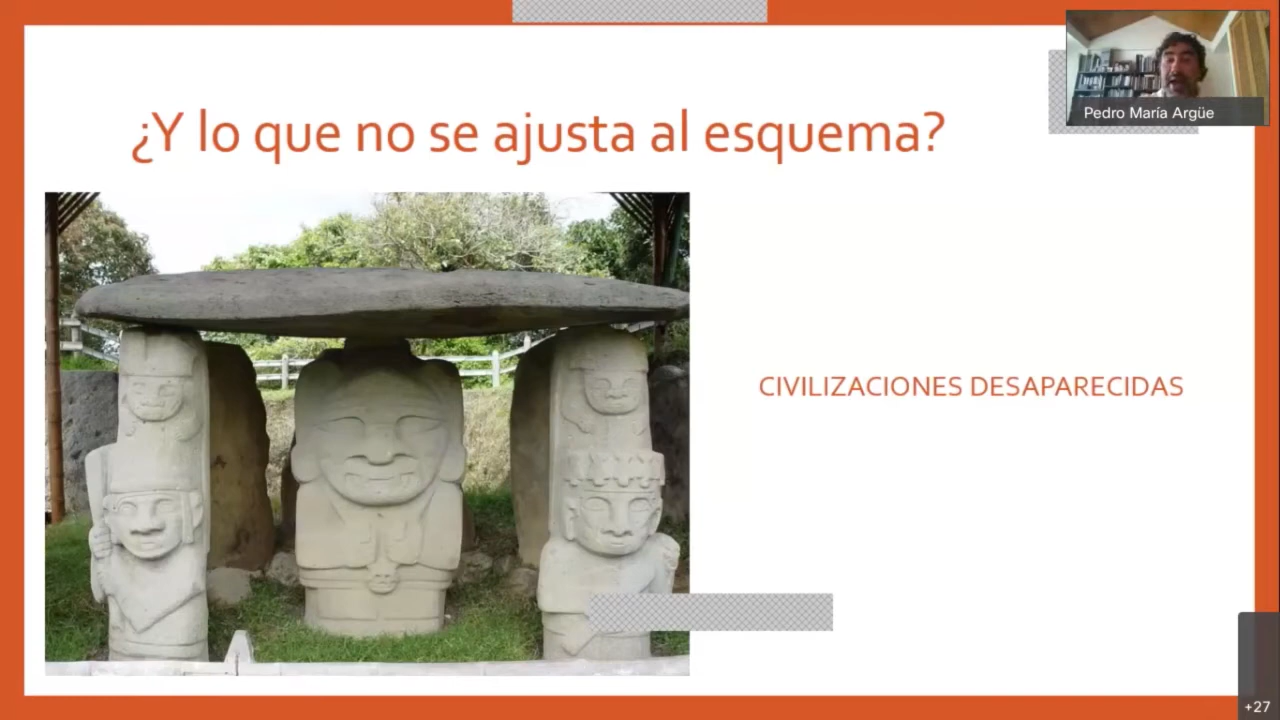 ¿Y lo que no se ajusta al esquema?
Pedro María Argüe
CIVILIZACIONES DESAPARECIDAS
+27